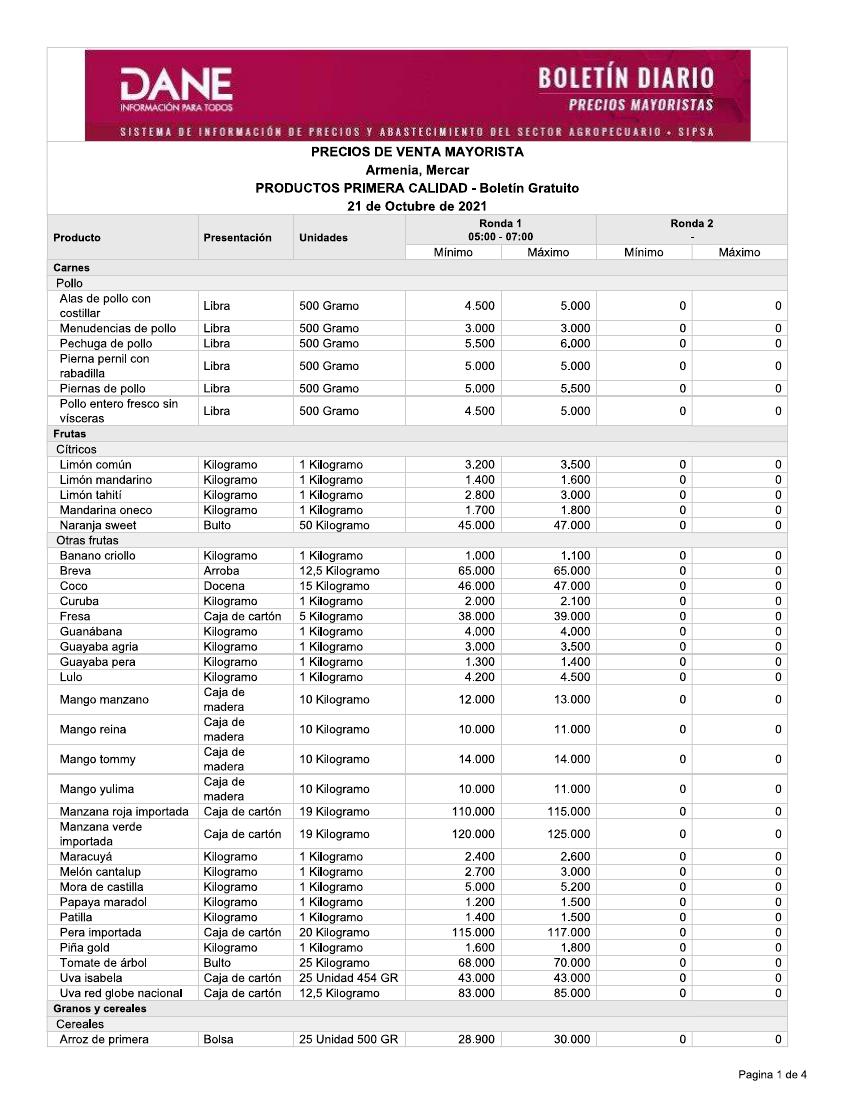 DANE
INFORMACIÓN PARA TODOS
BOLETÍN DIARIO
PRECIOS MAYORISTAS
SISTEMA DE INFORMACIÓN DE PRECIOS Y ABASTECIMIENTO DEL SECTOR AGROPECUARIO • SIPSA
PRECIOS DE VENTA MAYORISTA
Armenia, Mercar
PRODUCTOS PRIMERA CALIDAD - Boletín Gratuito
21 de Octubre de 2021
Producto Presentación Unidades Ronda 1 Ronda 2
05:00 - 07:00 -
Mínimo Máximo Mínimo Máximo
Carnes
Pollo
Alas de pollo con
costillar Libra 500 Gramo 4.500 5.000 0 0
Menudencias de pollo Libra 500 Gramo 3.000 3.000 0 0
Pechuga de pollo Libra 500 Gramo 5.500 6.000 0 0
Pierna pernil con
rabadilla Libra 500 Gramo 5.000 5.000 0 0
Piernas de pollo Libra 500 Gramo 5.000 5.500 0 0
Pollo entero fresco sin
vísceras Libra 500 Gramo 4.500 5.000 0 0
Frutas
Cítricos
Limón común Kilogramo 1 Kilogramo 3.200 3.500 0 0
Limón mandarino Kilogramo 1 Kilogramo 1.400 1.600 0 0
Limón tahití Kilogramo 1 Kilogramo 2.800 3.000 0 0
Mandarina oneco Kilogramo 1 Kilogramo 1.700 1.800 0 0
Naranja sweet Bulto 50 Kilogramo 45.000 47.000 0 0
Otras frutas
Banano criollo Kilogramo 1 Kilogramo 1.000 1.100 0 0
Breva Arroba 12,5 Kilogramo 65.000 65.000 0 0
Coco Docena 15 Kilogramo 46.000 47.000 0 0
Curuba Kilogramo 1 Kilogramo 2.000 2.100 0 0
Fresa Caja de cartón 5 Kilogramo 38.000 39.000 0 0
Guanábana Kilogramo 1 Kilogramo 4.000 4.000 0 0
Guayaba agria Kilogramo 1 Kilogramo 3.000 3.500 0 0
Guayaba pera Kilogramo 1 Kilogramo 1.300 1.400 0 0
Lulo Kilogramo 1 Kilogramo 4.200 4.500 0 0
Mango manzano Caja de
madera 10 Kilogramo 12.000 13.000 0 0
Mango reina Caja de
madera 10 Kilogramo 10.000 11.000 0 0
Mango tommy Caja de
madera 10 Kilogramo 14.000 14.000 0 0
Mango yulima Caja de
madera 10 Kilogramo 10.000 11.000 0 0
Manzana roja importada Caja de cartón 19 Kilogramo 110.000 115.000 0 0
Manzana verde
importada Caja de cartón 19 Kilogramo 120.000 125.000 0 0
Maracuyá Kilogramo 1 Kilogramo 2.400 2.600 0 0
Melón cantalup Kilogramo 1 Kilogramo 2.700 3.000 0 0
Mora de castilla Kilogramo 1 Kilogramo 5.000 5.200 0 0
Papaya maradol Kilogramo 1 Kilogramo 1.200 1.500 0 0
Patilla Kilogramo 1 Kilogramo 1.400 1.500 0 0
Pera importada Caja de cartón 20 Kilogramo 115.000 117.000 0 0
Piña gold Kilogramo 1 Kilogramo 1.600 1.800 0 0
Tomate de árbol Bulto 25 Kilogramo 68.000 70.000 0 0
Uva isabela Caja de cartón 25 Unidad 454 GR 43.000 43.000 0 0
Uva red globe nacional Caja de cartón 12,5 Kilogramo 83.000 85.000 0 0
Granos y cereales
Cereales
Arroz de primera Bolsa 25 Unidad 500 GR 28.900 30.000 0 0
Pagina 1 de 4